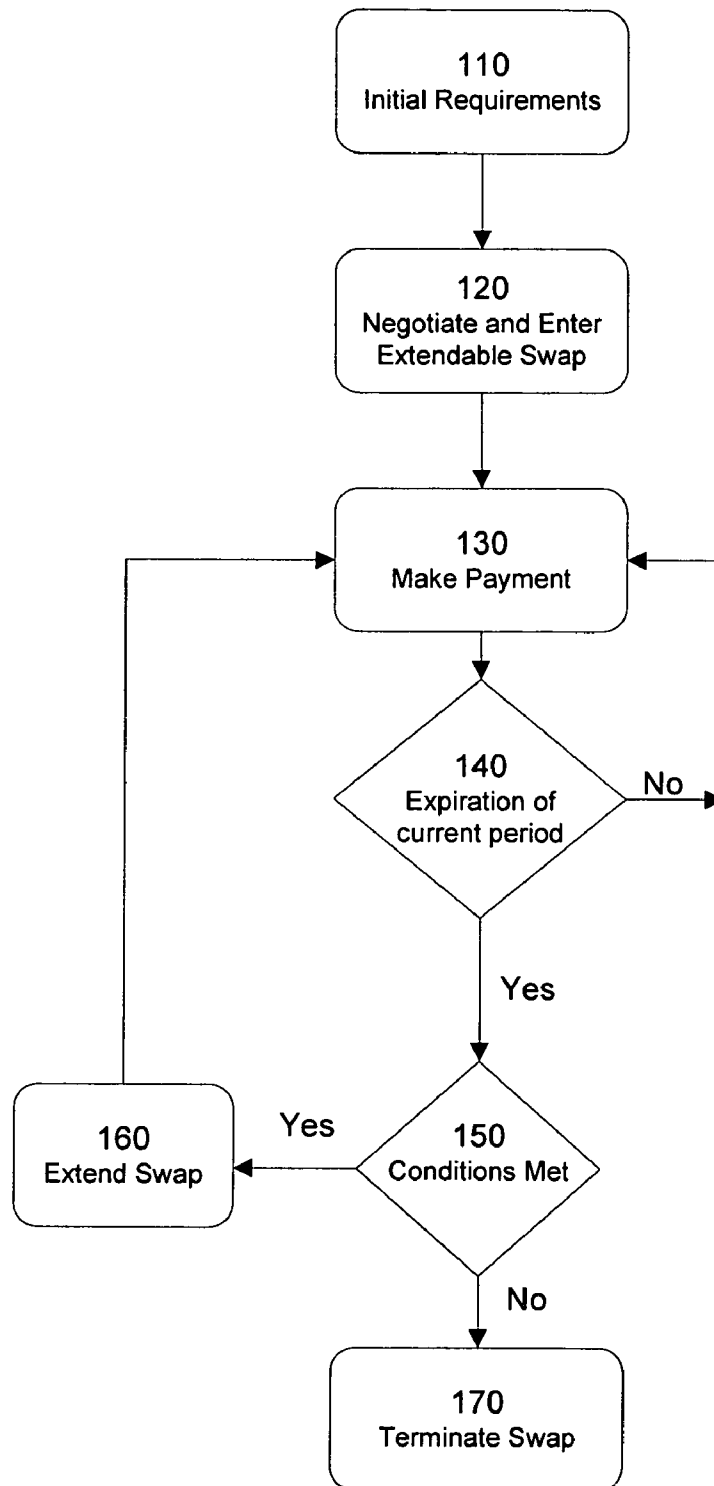 110
Initial Requirements
120
Negotiate and Enter
Extendable Swap
130
Make Payment
140
Expiration of
current period
No
Yes
150
Conditions Met
Yes
160
Extend Swap
No
170
Terminate Swap